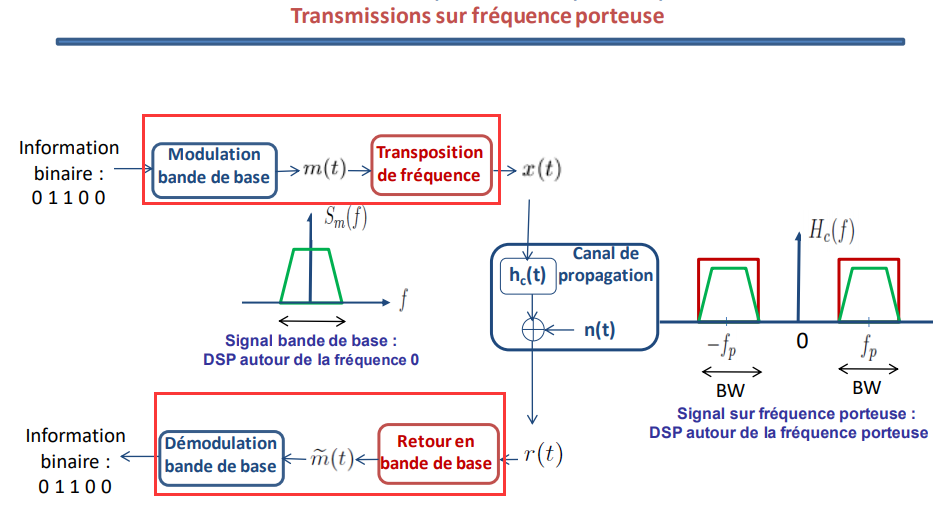 Transmissions sur fréquence porteuse
Information
binaire :
0 1 1 0 0
Modulation
bande de base
m(t)
Transposition
de fréquence
x(t)
S_m(f)
f
Signal bande de base :
DSP autour de la fréquence 0
Canal de
propagation
h_c(t)
n(t)
H_c(f)
-f_p
0
f_p
BW
BW
Signal sur fréquence porteuse :
DSP autour de la fréquence porteuse
Information
binaire :
0 1 1 0 0
Démodulation
bande de base
m̃(t)
Retour en
bande de base
r(t)